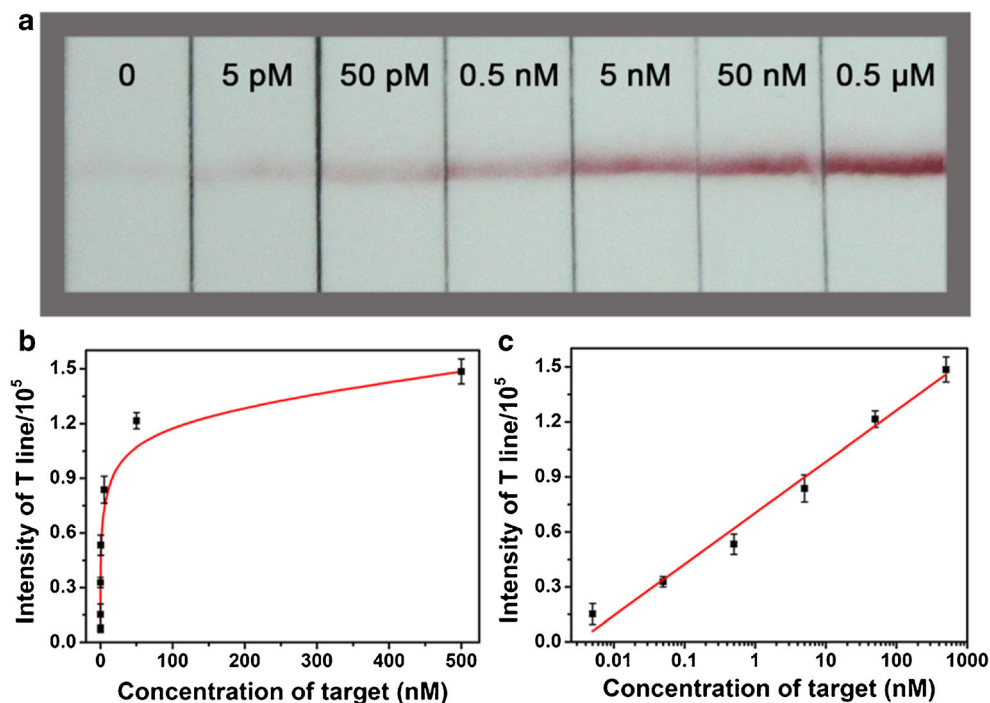 a
0 5 pM 50 pM 0.5 nM 5 nM 50 nM 0.5 µM
b
Intensity of T line/10⁵
1.5
1.2
0.9
0.6
0.3
0.0
0 100 200 300 400 500
Concentration of target (nM)
c
Intensity of T line/10⁵
1.5
1.2
0.9
0.6
0.3
0.0
0.01 0.1 1 10 100 1000
Concentration of target (nM)